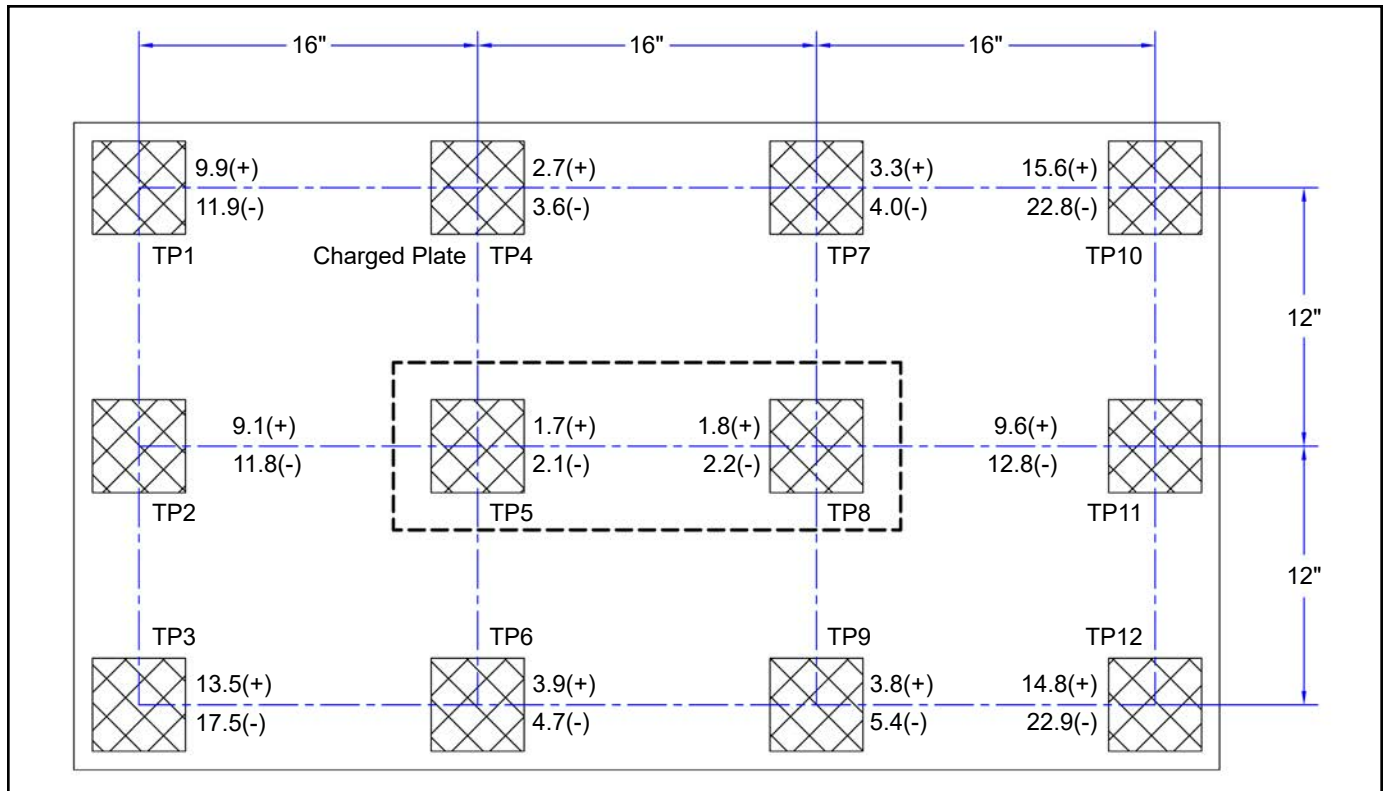 16" 16" 16"
9.9(+) 2.7(+) 3.3(+) 15.6(+)
11.9(-) 3.6(-) 4.0(-) 22.8(-)
TP1 Charged Plate TP4 TP7 TP10
12"
9.1(+) 1.7(+) 1.8(+) 9.6(+)
11.8(-) 2.1(-) 2.2(-) 12.8(-)
TP2 TP5 TP8 TP11
12"
TP3 TP6 TP9 TP12
13.5(+) 3.9(+) 3.8(+) 14.8(+)
17.5(-) 4.7(-) 5.4(-) 22.9(-)